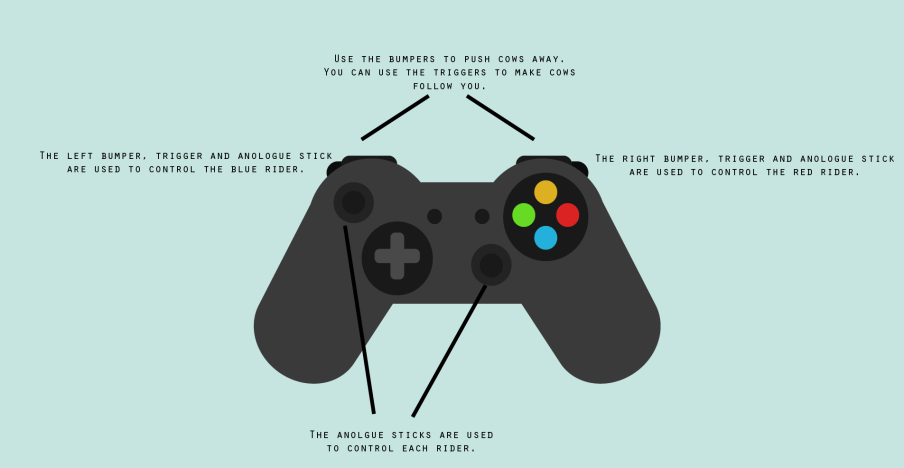 Use the bumpers to push cows away.
You can use the triggers to make cows
follow you.
The left bumper, trigger and anologue stick
are used to control the blue rider.
The right bumper, trigger and anologue stick
are used to control the red rider.
The anolgue sticks are used
to control each rider.